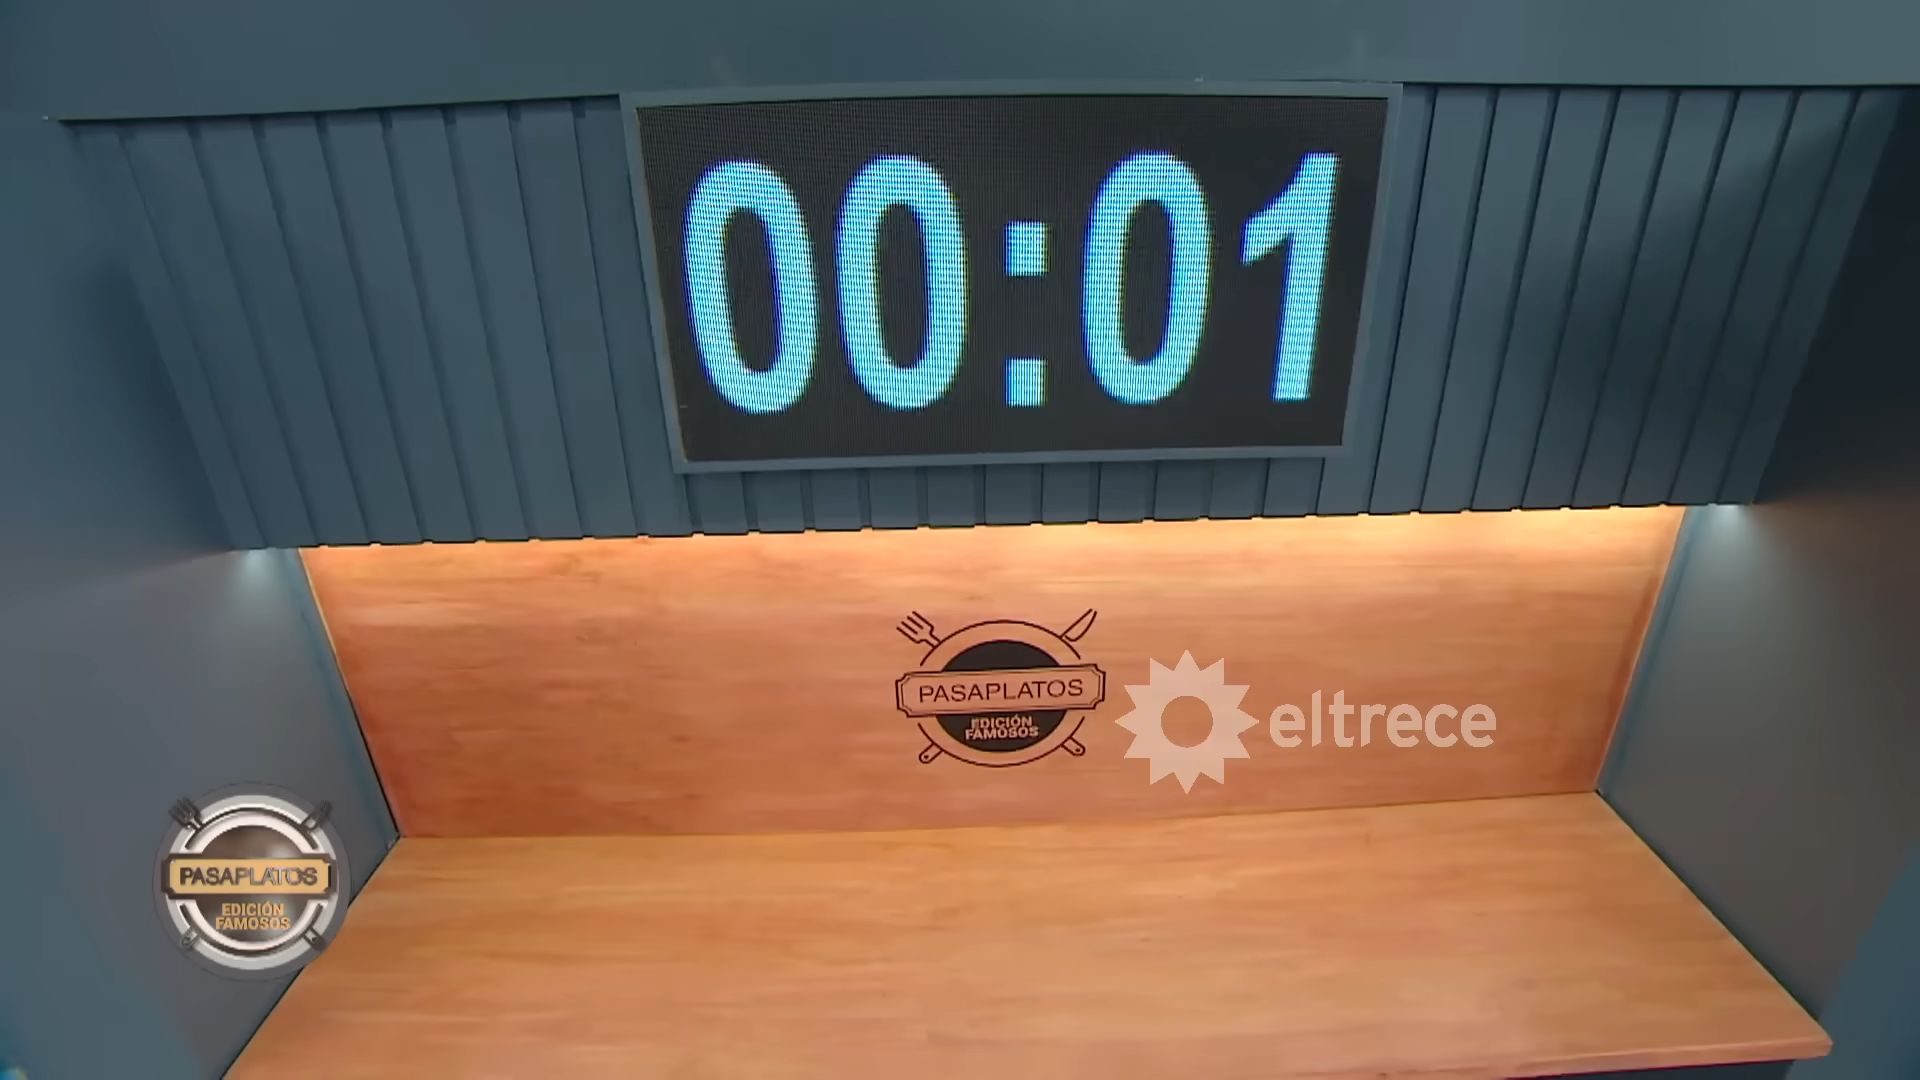 00:01
PASAPLATOS
EDICIÓN
FAMOSOS
eltrece
PASAPLATOS
EDICIÓN
FAMOSOS